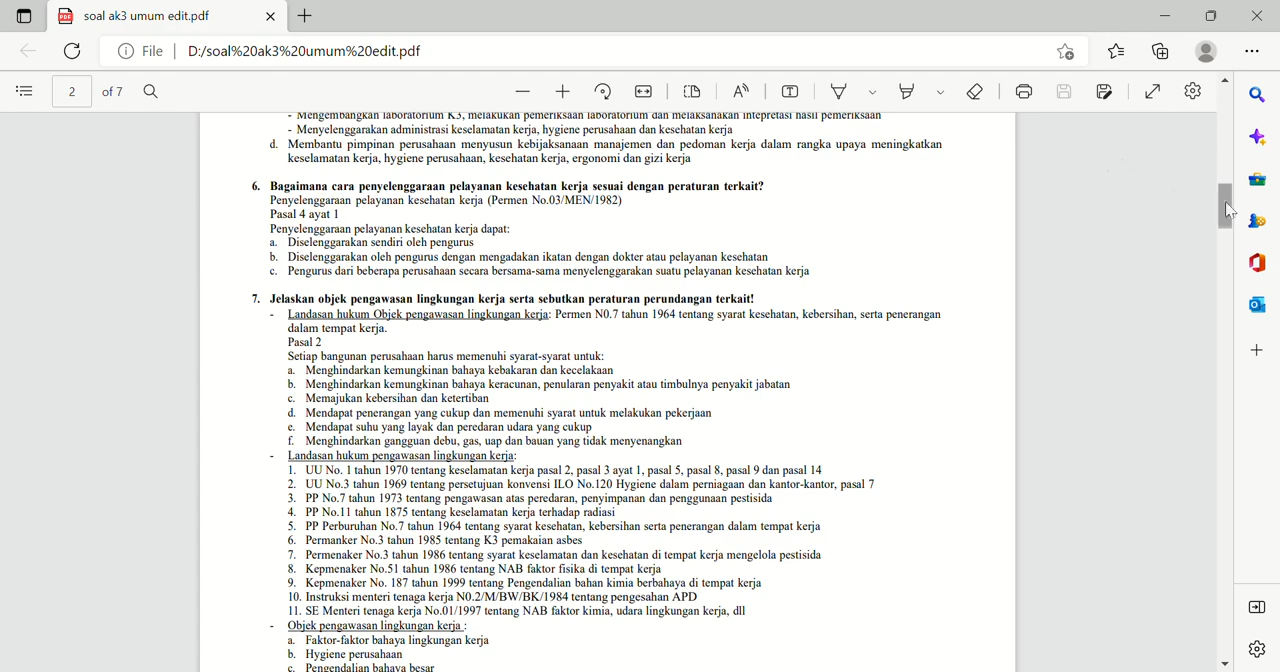 soal ak3 umum edit.pdf
File D:/soal%20ak3%20umum%20edit.pdf
2 of 7
- Mengembangkan laboratorium K3, melakukan pemeriksaan laboratorium dan melaksanakan intepretasi hasil pemeriksaan
- Menyelenggarakan administrasi keselamatan kerja, hygiene perusahaan dan kesehatan kerja
d. Membantu pimpinan perusahaan menyusun kebijaksanaan manajemen dan pedoman kerja dalam rangka upaya meningkatkan
keselamatan kerja, hygiene perusahaan, kesehatan kerja, ergonomi dan gizi kerja
6. Bagaimana cara penyelenggaraan pelayanan kesehatan kerja sesuai dengan peraturan terkait?
Penyelenggaraan pelayanan kesehatan kerja (Permen No.03/MEN/1982)
Pasal 4 ayat 1
Penyelenggaraan pelayanan kesehatan kerja dapat:
a. Diselenggarakan sendiri oleh pengurus
b. Diselenggarakan oleh pengurus dengan mengadakan ikatan dengan dokter atau pelayanan kesehatan
c. Pengurus dari beberapa perusahaan secara bersama-sama menyelenggarakan suatu pelayanan kesehatan kerja
7. Jelaskan objek pengawasan lingkungan kerja serta sebutkan peraturan perundangan terkait!
- Landasan hukum Objek pengawasan lingkungan kerja: Permen N0.7 tahun 1964 tentang syarat kesehatan, kebersihan, serta penerangan
dalam tempat kerja.
Pasal 2
Setiap bangunan perusahaan harus memenuhi syarat-syarat untuk:
a. Menghindarkan kemungkinan bahaya kebakaran dan kecelakaan
b. Menghindarkan kemungkinan bahaya keracunan, penularan penyakit atau timbulnya penyakit jabatan
c. Memajukan kebersihan dan ketertiban
d. Mendapat penerangan yang cukup dan memenuhi syarat untuk melakukan pekerjaan
e. Mendapat suhu yang layak dan peredaran udara yang cukup
f. Menghindarkan gangguan debu, gas, uap dan bauan yang tidak menyenangkan
- Landasan hukum pengawasan lingkungan kerja:
1. UU No. 1 tahun 1970 tentang keselamatan kerja pasal 2, pasal 3 ayat 1, pasal 5, pasal 8, pasal 9 dan pasal 14
2. UU No.3 tahun 1969 tentang persetujuan konvensi ILO No.120 Hygiene dalam perniagaan dan kantor-kantor, pasal 7
3. PP No.7 tahun 1973 tentang pengawasan atas peredaran, penyimpanan dan penggunaan pestisida
4. PP No.11 tahun 1875 tentang keselamatan kerja terhadap radiasi
5. PP Perburuhan No.7 tahun 1964 tentang syarat kesehatan, kebersihan serta penerangan dalam tempat kerja
6. Permanker No.3 tahun 1985 tentang K3 pemakaian asbes
7. Permenaker No.3 tahun 1986 tentang syarat keselamatan dan kesehatan di tempat kerja mengelola pestisida
8. Kepmenaker No.51 tahun 1986 tentang NAB faktor fisika di tempat kerja
9. Kepmenaker No. 187 tahun 1999 tentang Pengendalian bahan kimia berbahaya di tempat kerja
10. Instruksi menteri tenaga kerja N0.2/M/BW/BK/1984 tentang pengesahan APD
11. SE Menteri tenaga kerja No.01/1997 tentang NAB faktor kimia, udara lingkungan kerja, dll
- Objek pengawasan lingkungan kerja :
a. Faktor-faktor bahaya lingkungan kerja
b. Hygiene perusahaan
c. Pengendalian bahaya besar